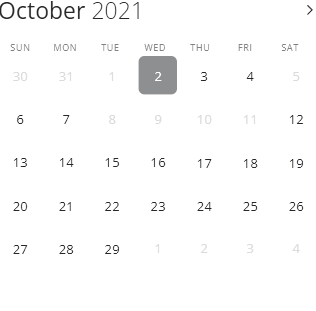 October 2021
SUN MON TUE WED THU FRI SAT
30 31 1 2 3 4 5
6 7 8 9 10 11 12
13 14 15 16 17 18 19
20 21 22 23 24 25 26
27 28 29 1 2 3 4